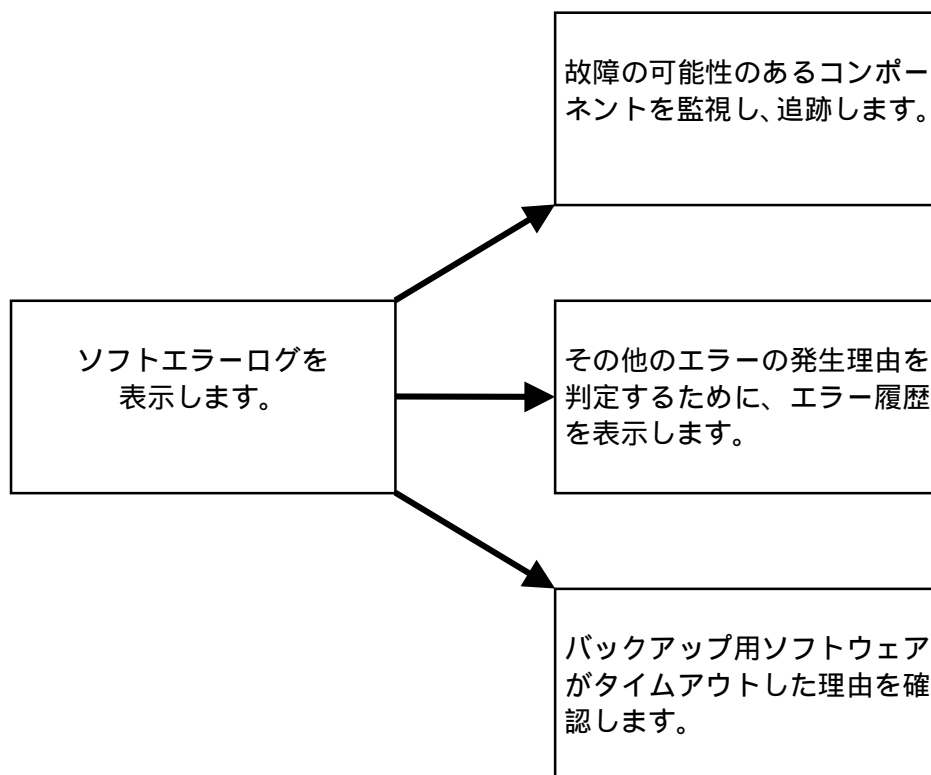 故障の可能性のあるコンポー
ネントを監視し、追跡します。
ソフトエラーログを
表示します。
その他のエラーの発生理由を
判定するために、エラー履歴
を表示します。
バックアップ用ソフトウェア
がタイムアウトした理由を確
認します。